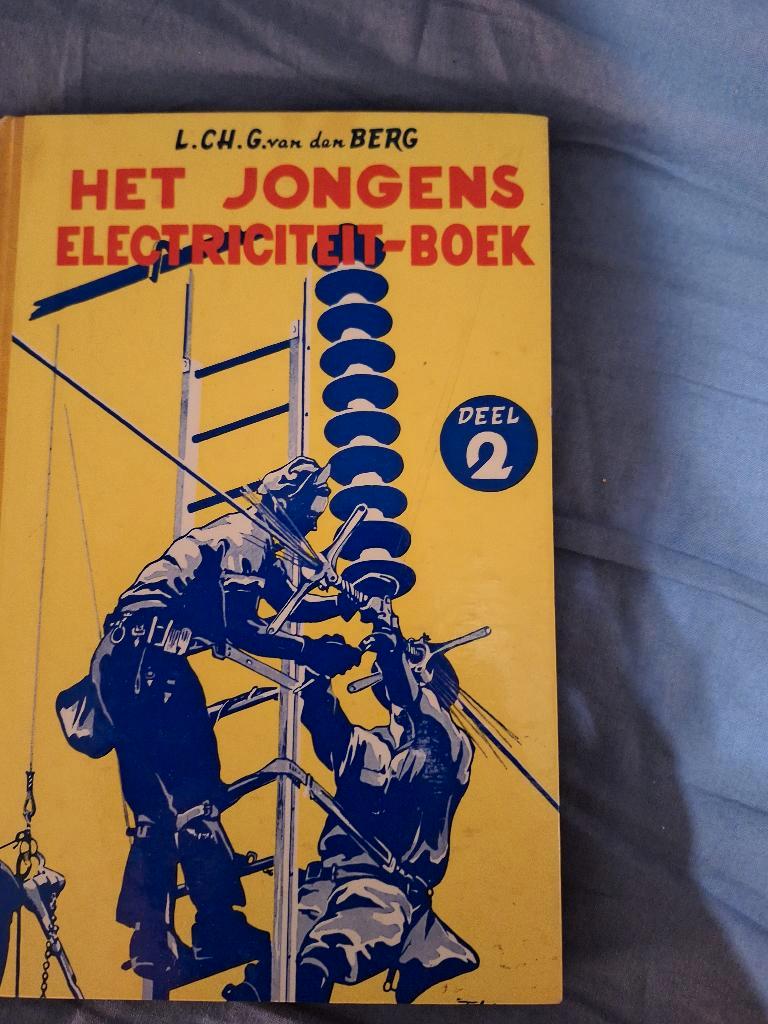 L.CH.G.van den BERG
HET JONGENS
ELECTRICITEIT-BOEK
DEEL
2